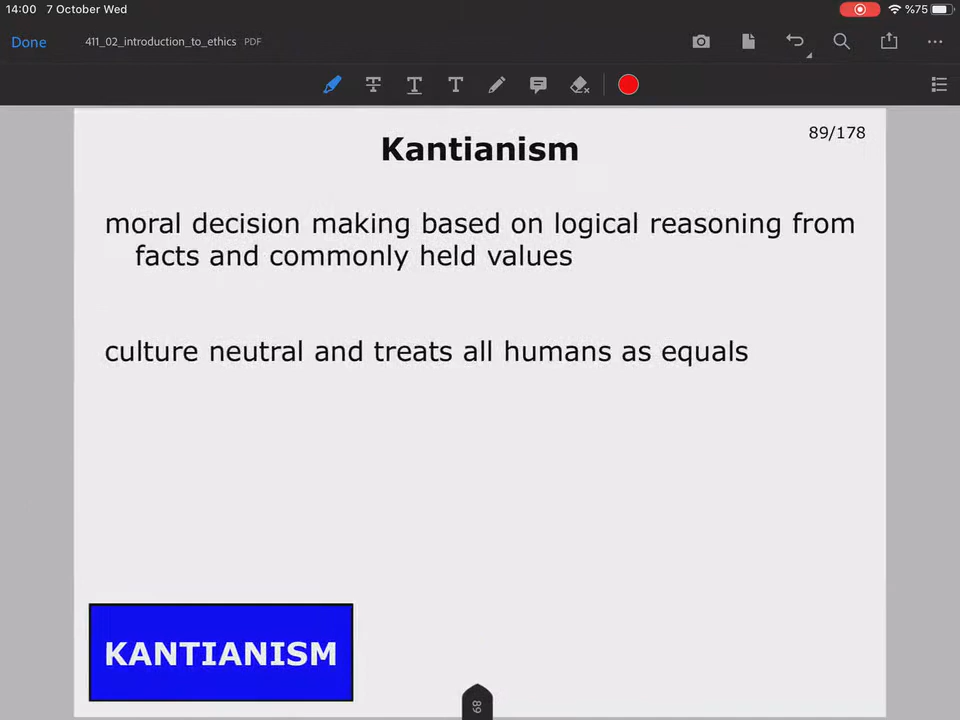 14:00 7 October Wed %75
Done 411_02_introduction_to_ethics PDF
89/178
Kantianism
moral decision making based on logical reasoning from
facts and commonly held values
culture neutral and treats all humans as equals
KANTIANISM
89